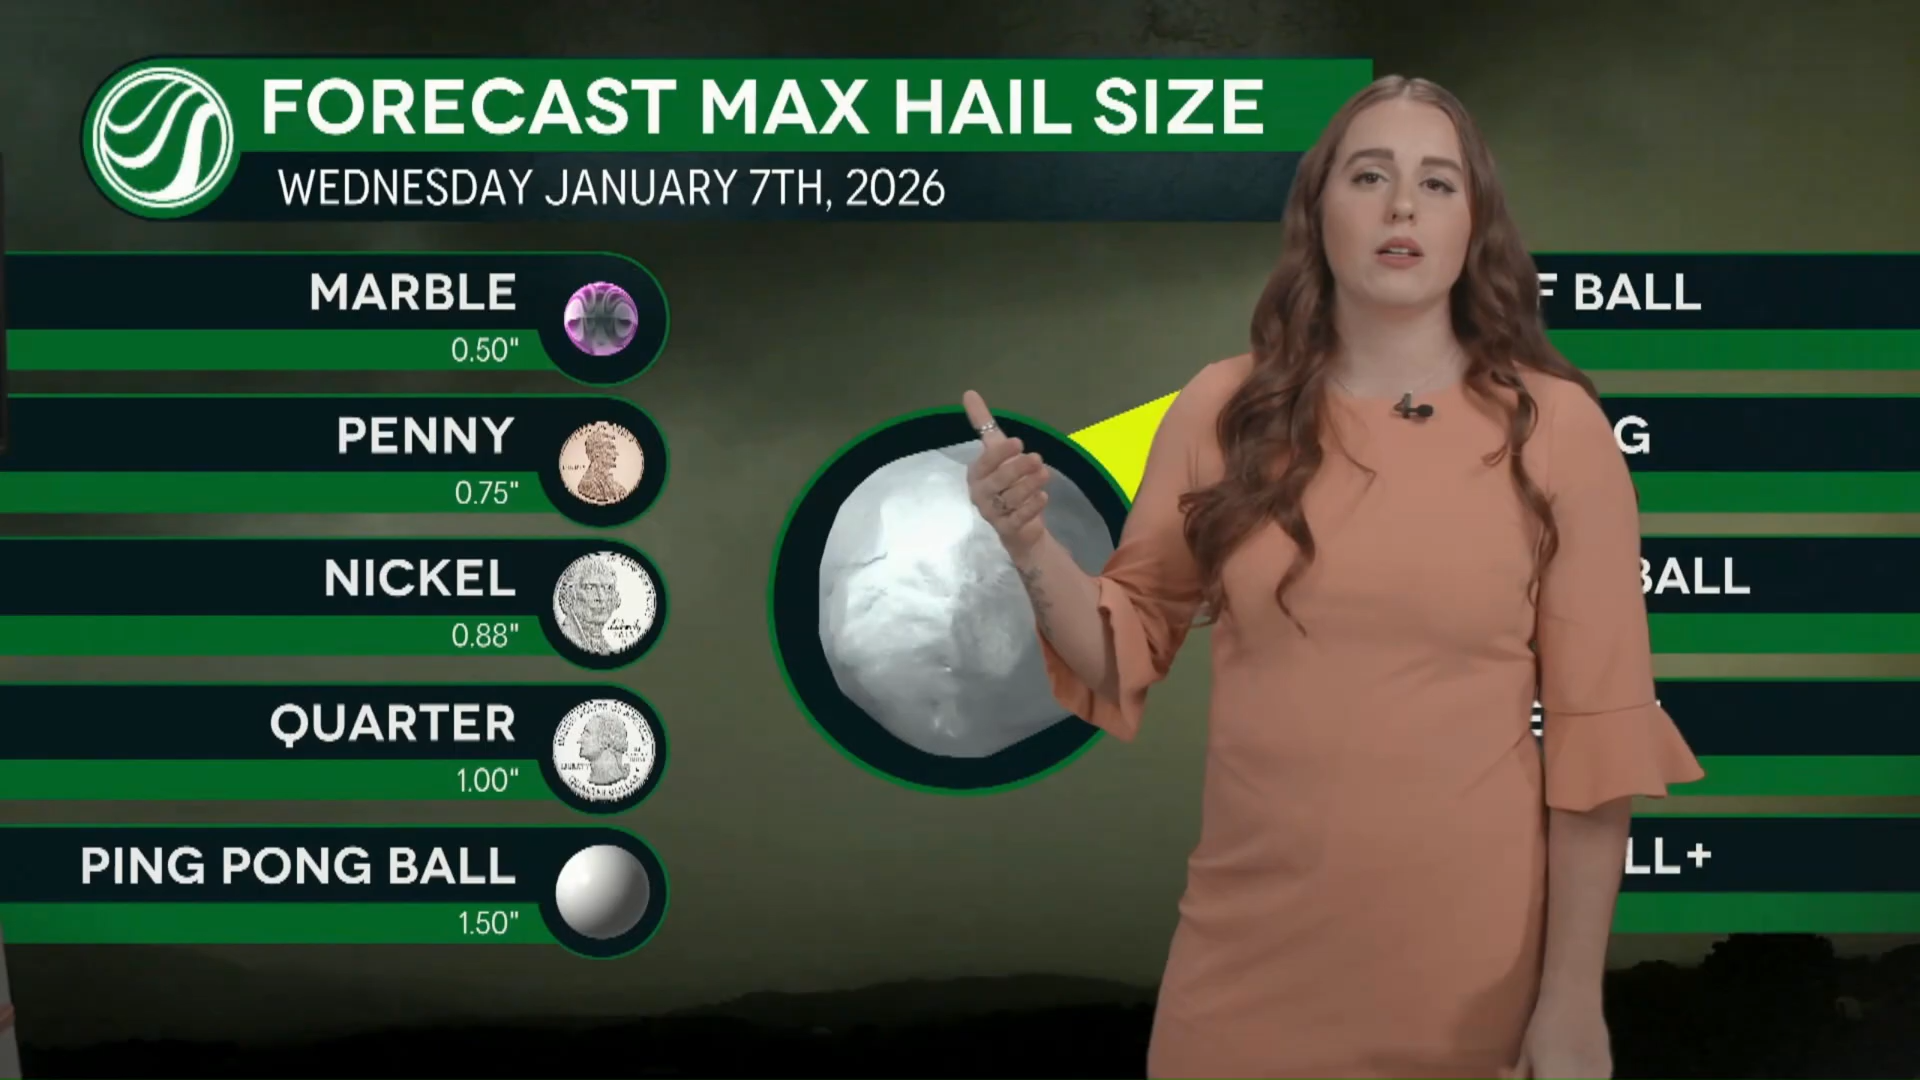 FORECAST MAX HAIL SIZE
WEDNESDAY JANUARY 7TH, 2026
MARBLE
0.50"
PENNY
0.75"
NICKEL
0.88"
QUARTER
1.00"
PING PONG BALL
1.50"
F BALL
G
BALL
LL+